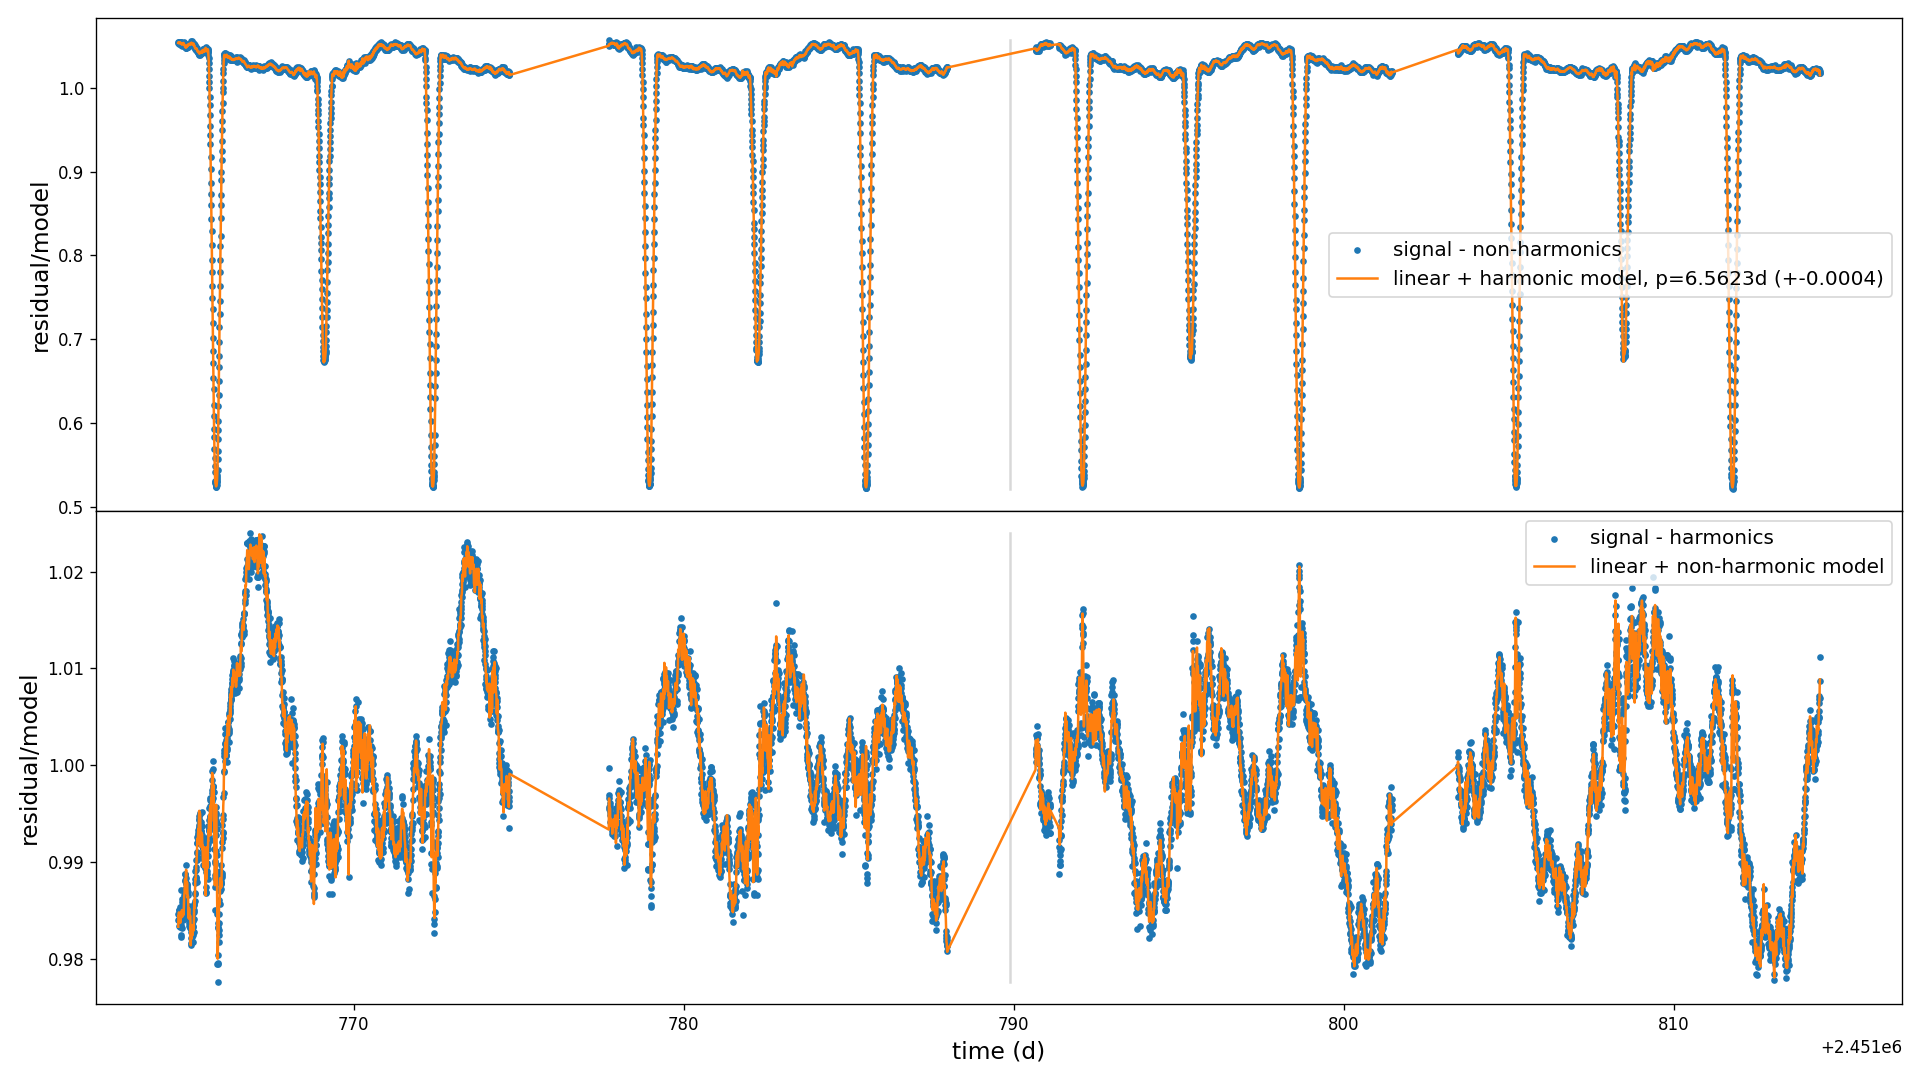 residual/model
1.0
0.9
0.8
0.7
0.6
0.5
signal - non-harmonics
linear + harmonic model, p=6.5623d (+-0.0004)
residual/model
1.02
1.01
1.00
0.99
0.98
signal - harmonics
linear + non-harmonic model
770
780
790
800
810
time (d)
+2.451e6